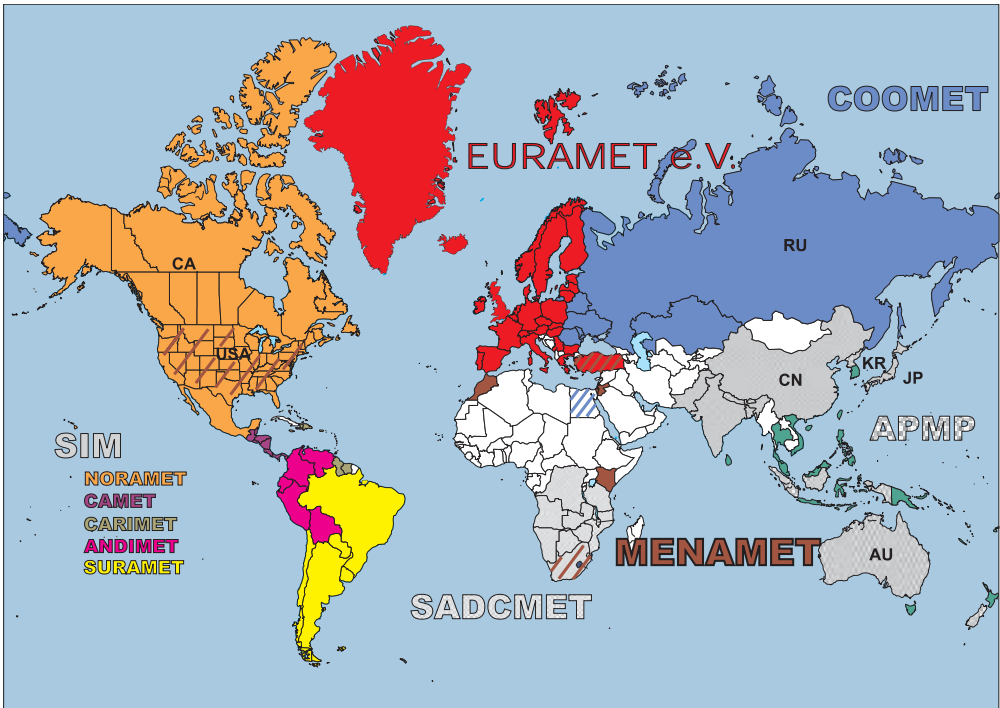 COOMET
EURAMET e.V.
RU
CA
USA
KR
JP
CN
APMP
SIM
NORAMET
CAMET
CARIMET
ANDIMET
SURAMET
MENAMET
AU
SADCMET